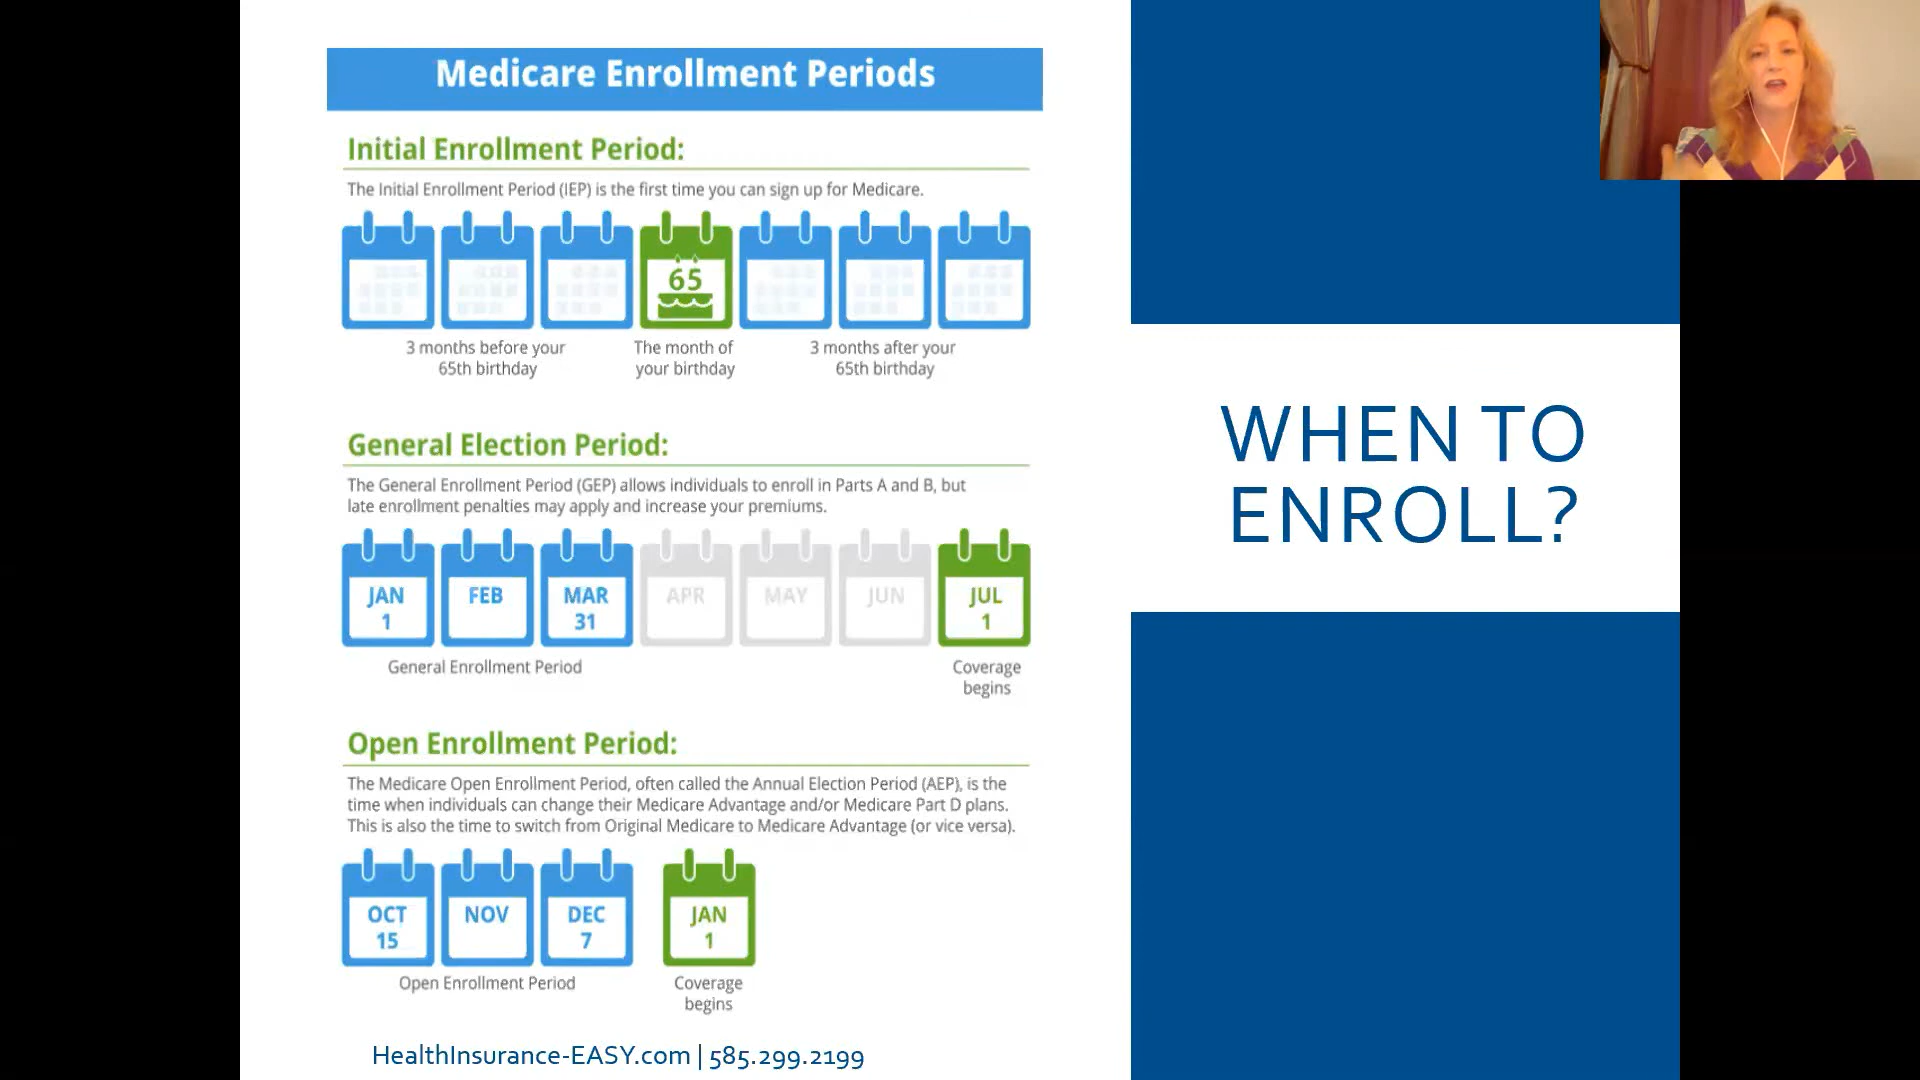 Medicare Enrollment Periods
Initial Enrollment Period:
The Initial Enrollment Period (IEP) is the first time you can sign up for Medicare.
65
3 months before your
65th birthday
The month of
your birthday
3 months after your
65th birthday
General Election Period:
The General Enrollment Period (GEP) allows individuals to enroll in Parts A and B, but
late enrollment penalties may apply and increase your premiums.
JAN
1
FEB
MAR
31
APR
MAY
JUN
JUL
1
General Enrollment Period
Coverage
begins
Open Enrollment Period:
The Medicare Open Enrollment Period, often called the Annual Election Period (AEP), is the
time when individuals can change their Medicare Advantage and/or Medicare Part D plans.
This is also the time to switch from Original Medicare to Medicare Advantage (or vice versa).
OCT
15
NOV
DEC
7
JAN
1
Open Enrollment Period
Coverage
begins
HealthInsurance-EASY.com | 585.299.2199
WHEN TO
ENROLL?